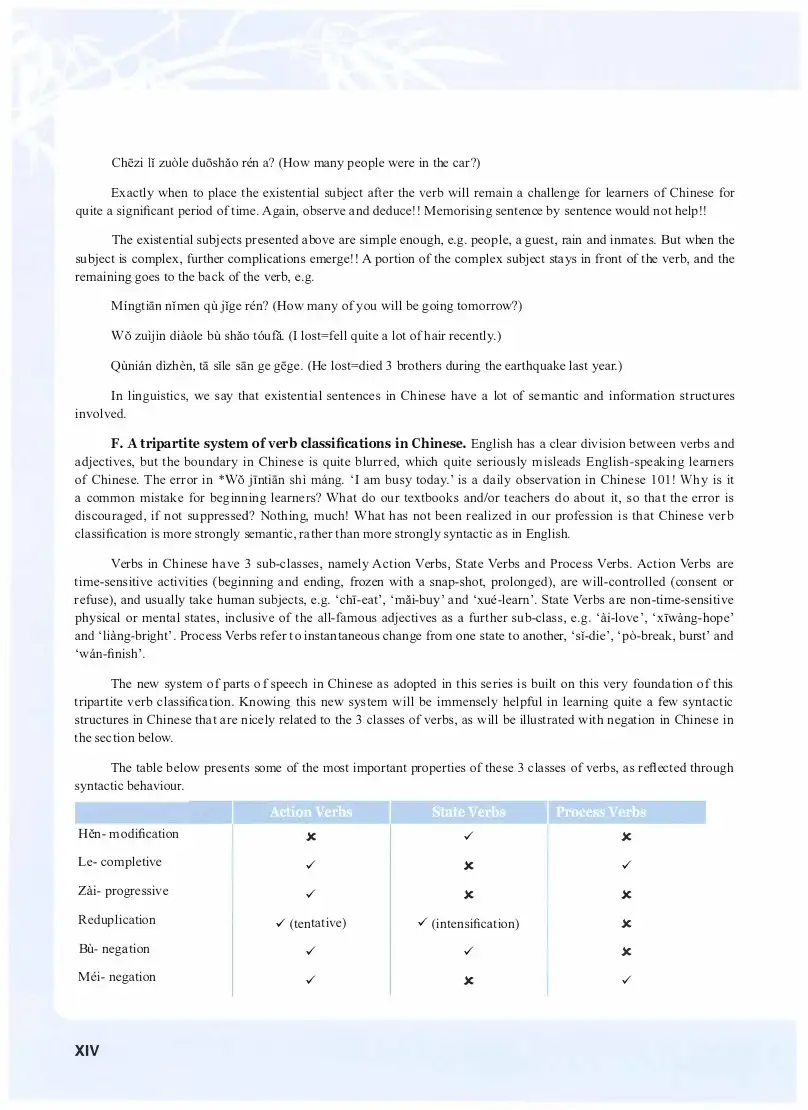 Chēzi lǐ zuòle duōshǎo rén a? (How many people were in the car?)
Exactly when to place the existential subject after the verb will remain a challenge for learners of Chinese for
quite a significant period of time. Again, observe and deduce!! Memorising sentence by sentence would not help!!
The existential subjects presented above are simple enough, e.g. people, a guest, rain and inmates. But when the
subject is complex, further complications emerge!! A portion of the complex subject stays in front of the verb, and the
remaining goes to the back of the verb, e.g.
Míngtiān nǐmen qù jǐge rén? (How many of you will be going tomorrow?)
Wǒ zuìjìn diàole bù shǎo tóufǎ. (I lost=fell quite a lot of hair recently.)
Qùnián dìzhèn, tā sǐle sān ge gēge. (He lost=died 3 brothers during the earthquake last year.)
In linguistics, we say that existential sentences in Chinese have a lot of semantic and information structures
involved.
F. A tripartite system of verb classifications in Chinese. English has a clear division between verbs and
adjectives, but the boundary in Chinese is quite blurred, which quite seriously misleads English-speaking learners
of Chinese. The error in *Wǒ jīntiān shì máng. ‘I am busy today.’ is a daily observation in Chinese 101! Why is it
a common mistake for beginning learners? What do our textbooks and/or teachers do about it, so that the error is
discouraged, if not suppressed? Nothing, much! What has not been realized in our profession is that Chinese verb
classification is more strongly semantic, rather than more strongly syntactic as in English.
Verbs in Chinese have 3 sub-classes, namely Action Verbs, State Verbs and Process Verbs. Action Verbs are
time-sensitive activities (beginning and ending, frozen with a snap-shot, prolonged), are will-controlled (consent or
refuse), and usually take human subjects, e.g. ‘chī-eat’, ‘mǎi-buy’ and ‘xué-learn’. State Verbs are non-time-sensitive
physical or mental states, inclusive of the all-famous adjectives as a further sub-class, e.g. ‘ài-love’, ‘xīwàng-hope’
and ‘liàng-bright’. Process Verbs refer to instantaneous change from one state to another, ‘sǐ-die’, ‘pò-break, burst’ and
‘wán-finish’.
The new system of parts of speech in Chinese as adopted in this series is built on this very foundation of this
tripartite verb classification. Knowing this new system will be immensely helpful in learning quite a few syntactic
structures in Chinese that are nicely related to the 3 classes of verbs, as will be illustrated with negation in Chinese in
the section below.
The table below presents some of the most important properties of these 3 classes of verbs, as reflected through
syntactic behaviour.
Action Verbs State Verbs Process Verbs
Hěn- modification ✘ ✓ ✘
Le- completive ✓ ✘ ✓
Zài- progressive ✓ ✘ ✘
Reduplication ✓ (tentative) ✓ (intensification) ✘
Bù- negation ✓ ✓ ✘
Méi- negation ✓ ✘ ✓
XIV